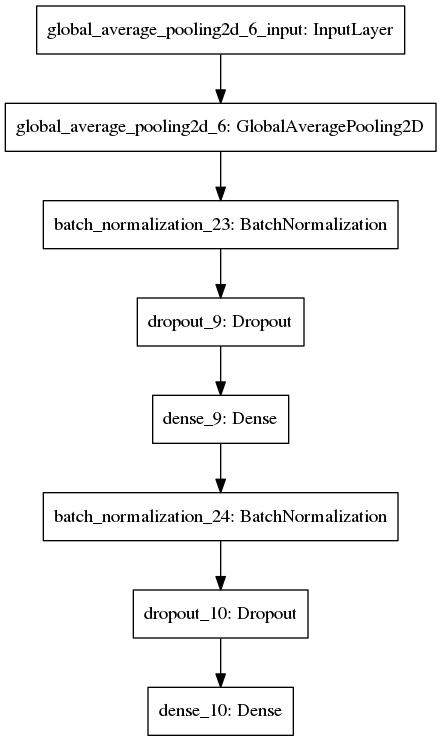 global_average_pooling2d_6_input: InputLayer
global_average_pooling2d_6: GlobalAveragePooling2D
batch_normalization_23: BatchNormalization
dropout_9: Dropout
dense_9: Dense
batch_normalization_24: BatchNormalization
dropout_10: Dropout
dense_10: Dense